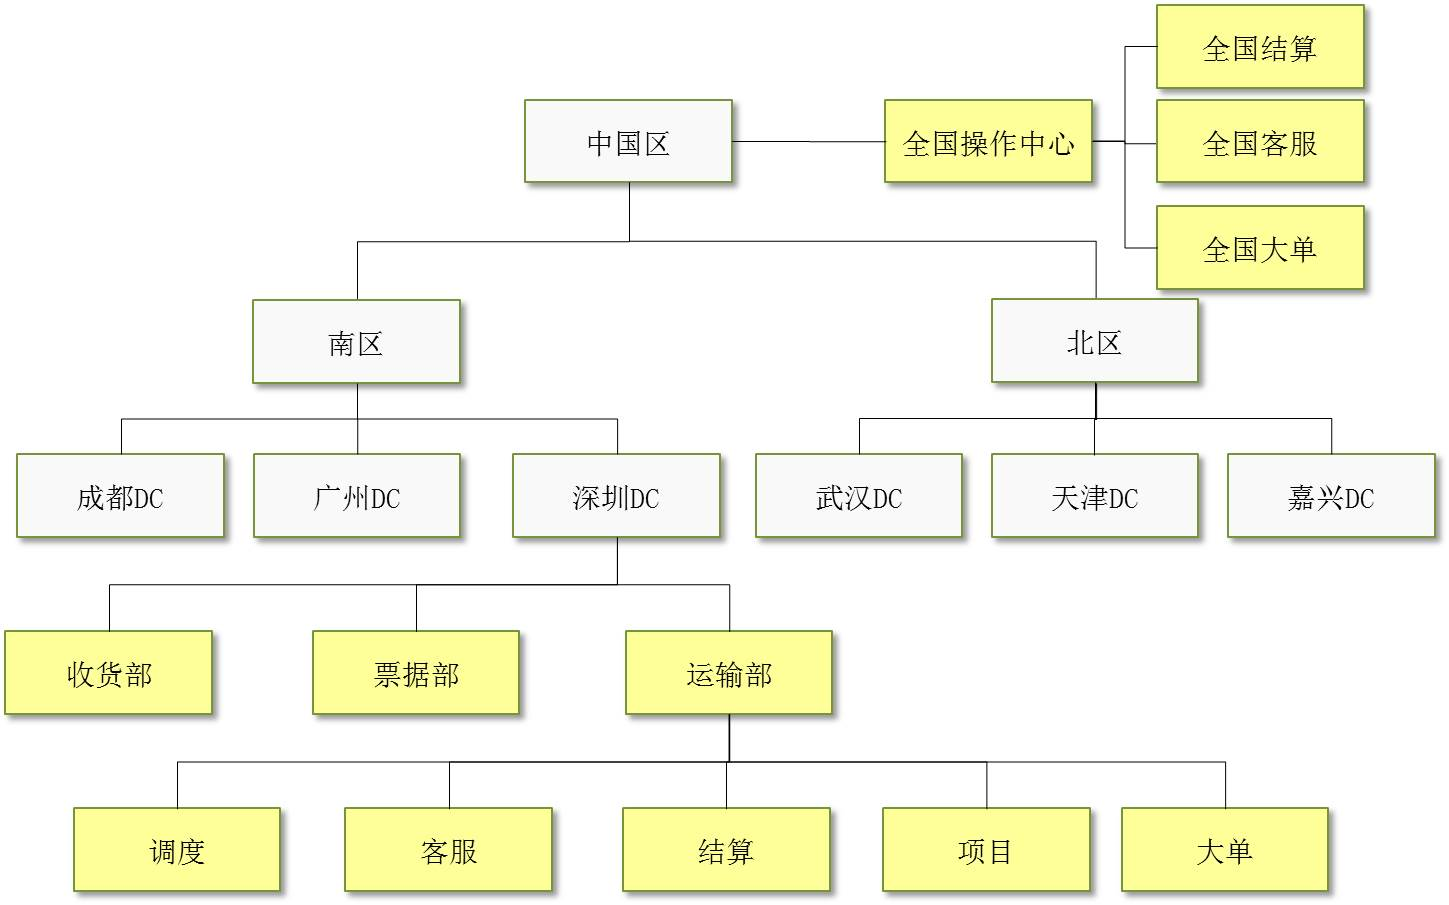 全国结算
中国区
全国操作中心
全国客服
全国大单
南区
北区
成都DC
广州DC
深圳DC
武汉DC
天津DC
嘉兴DC
收货部
票据部
运输部
调度
客服
结算
项目
大单